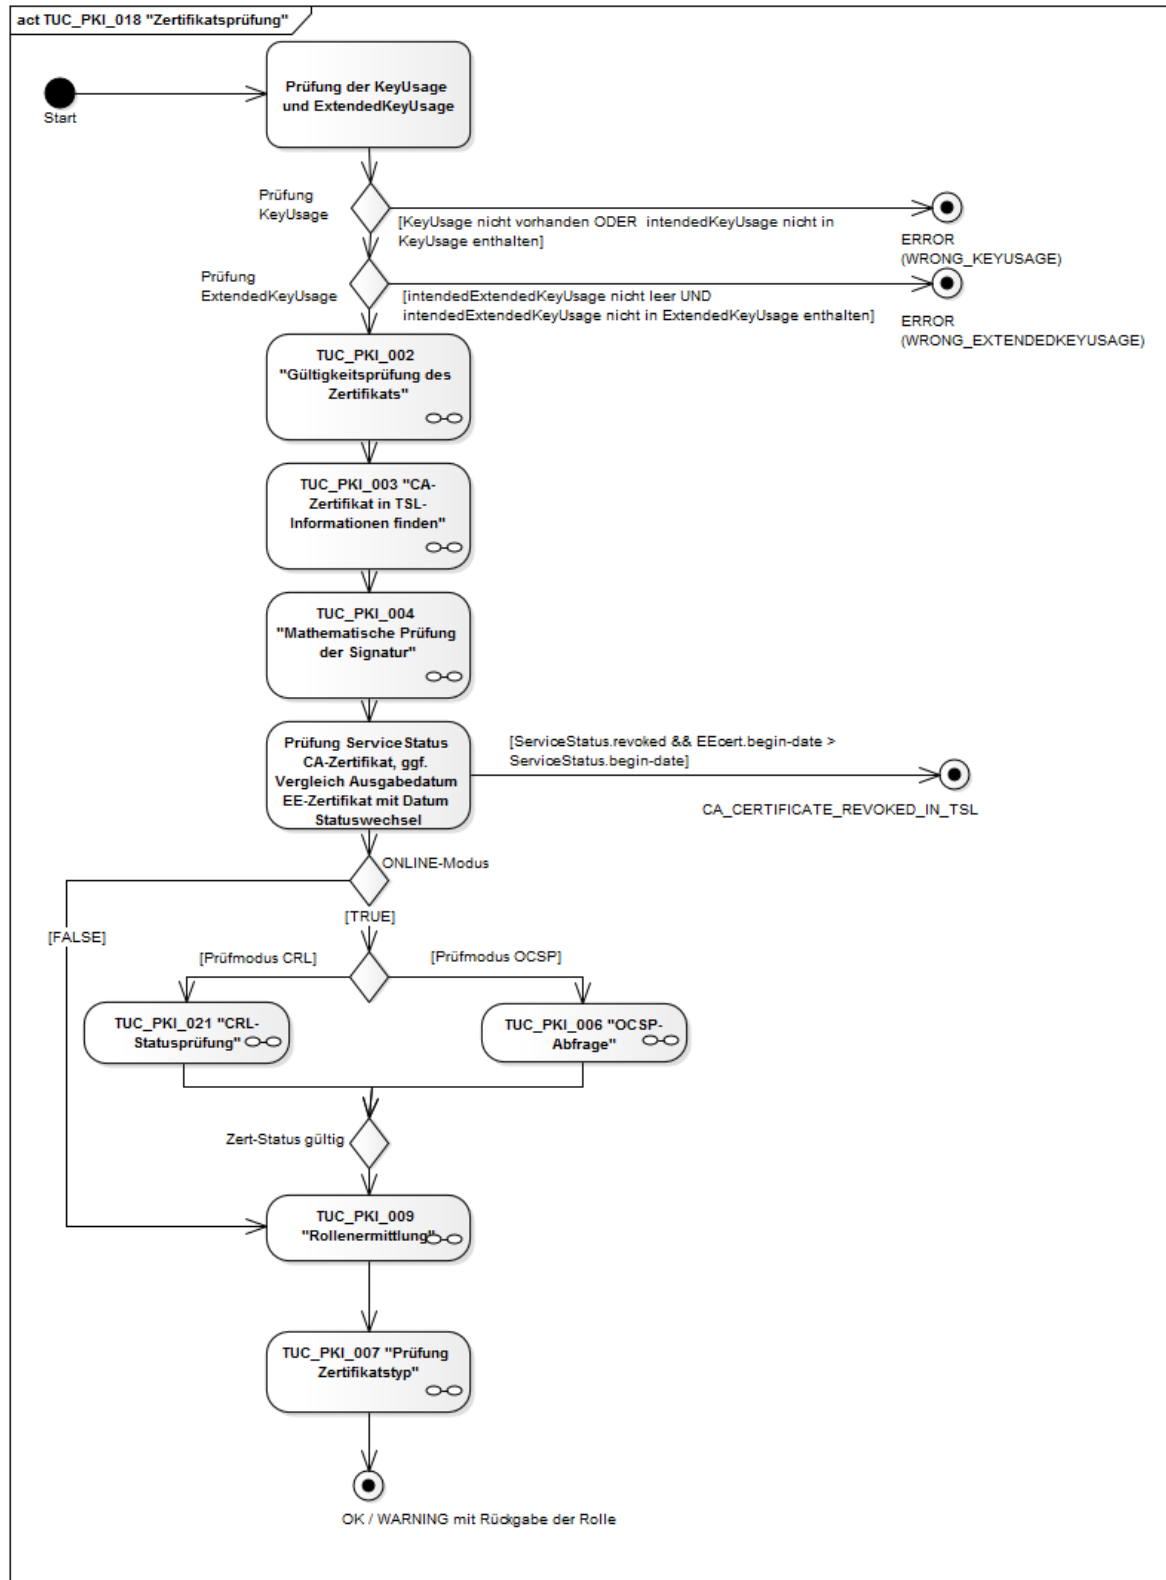 act TUC_PKI_018 "Zertifikatsprüfung"
Prüfung der KeyUsage
und ExtendedKeyUsage
Start
Prüfung
KeyUsage
[KeyUsage nicht vorhanden ODER intendedKeyUsage nicht in
KeyUsage enthalten]
ERROR
(WRONG_KEYUSAGE)
Prüfung
ExtendedKeyUsage
[intendedExtendedKeyUsage nicht leer UND
intendedExtendedKeyUsage nicht in ExtendedKeyUsage enthalten]
ERROR
(WRONG_EXTENDEDKEYUSAGE)
TUC_PKI_002
"Gültigkeitsprüfung des
Zertifikats"
TUC_PKI_003 "CA-
Zertifikat in TSL-
Informationen finden"
TUC_PKI_004
"Mathematische Prüfung
der Signatur"
Prüfung ServiceStatus
CA-Zertifikat, ggf.
Vergleich Ausgabedatum
EE-Zertifikat mit Datum
Statuswechsel
[ServiceStatus.revoked && EEcert.begin-date >
ServiceStatus.begin-date]
CA_CERTIFICATE_REVOKED_IN_TSL
ONLINE-Modus
[TRUE]
[FALSE]
[Prüfmodus CRL]
[Prüfmodus OCSP]
TUC_PKI_021 "CRL-
Statusprüfung"
TUC_PKI_006 "OCSP-
Abfrage"
Zert-Status gültig
TUC_PKI_009
"Rollenermittlung"
TUC_PKI_007 "Prüfung
Zertifikatstyp"
OK / WARNING mit Rückgabe der Rolle